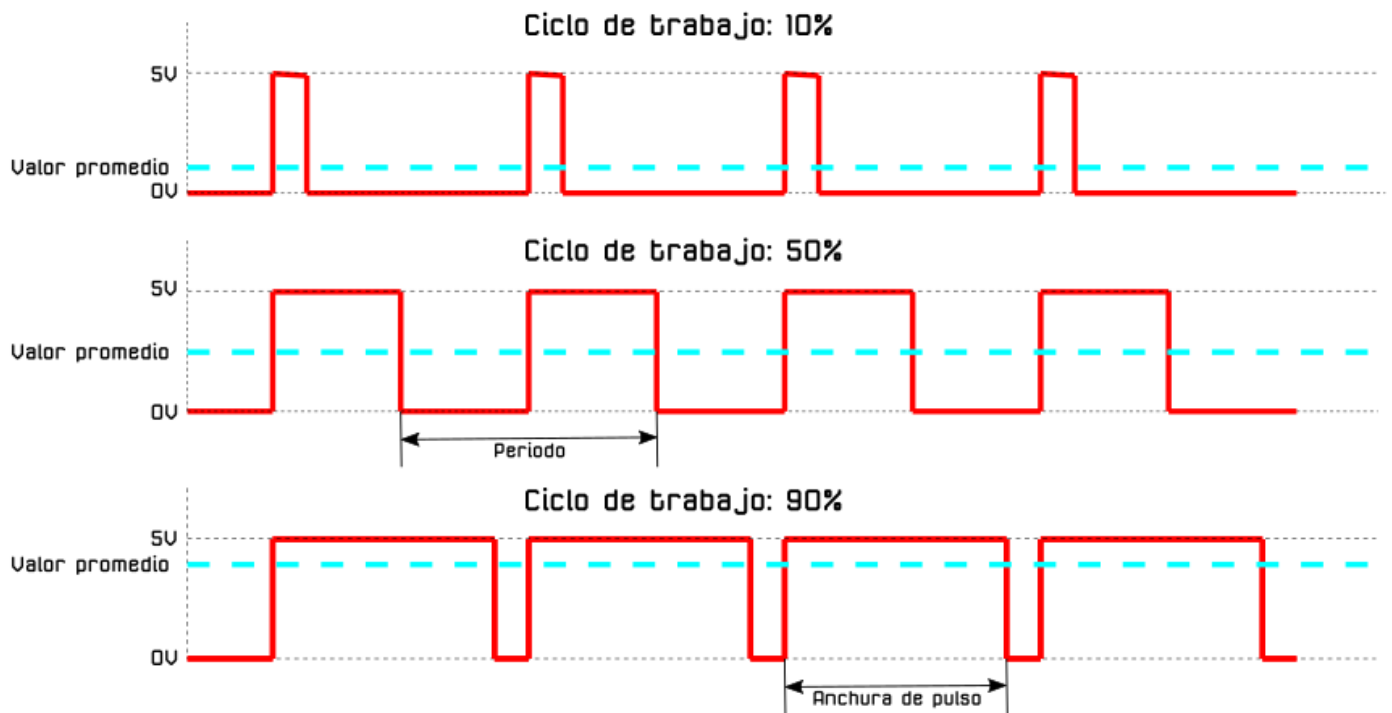 Ciclo de trabajo: 10%
5V
Valor promedio
0V
Ciclo de trabajo: 50%
5V
Valor promedio
0V
Periodo
Ciclo de trabajo: 90%
5V
Valor promedio
0V
Anchura de pulso